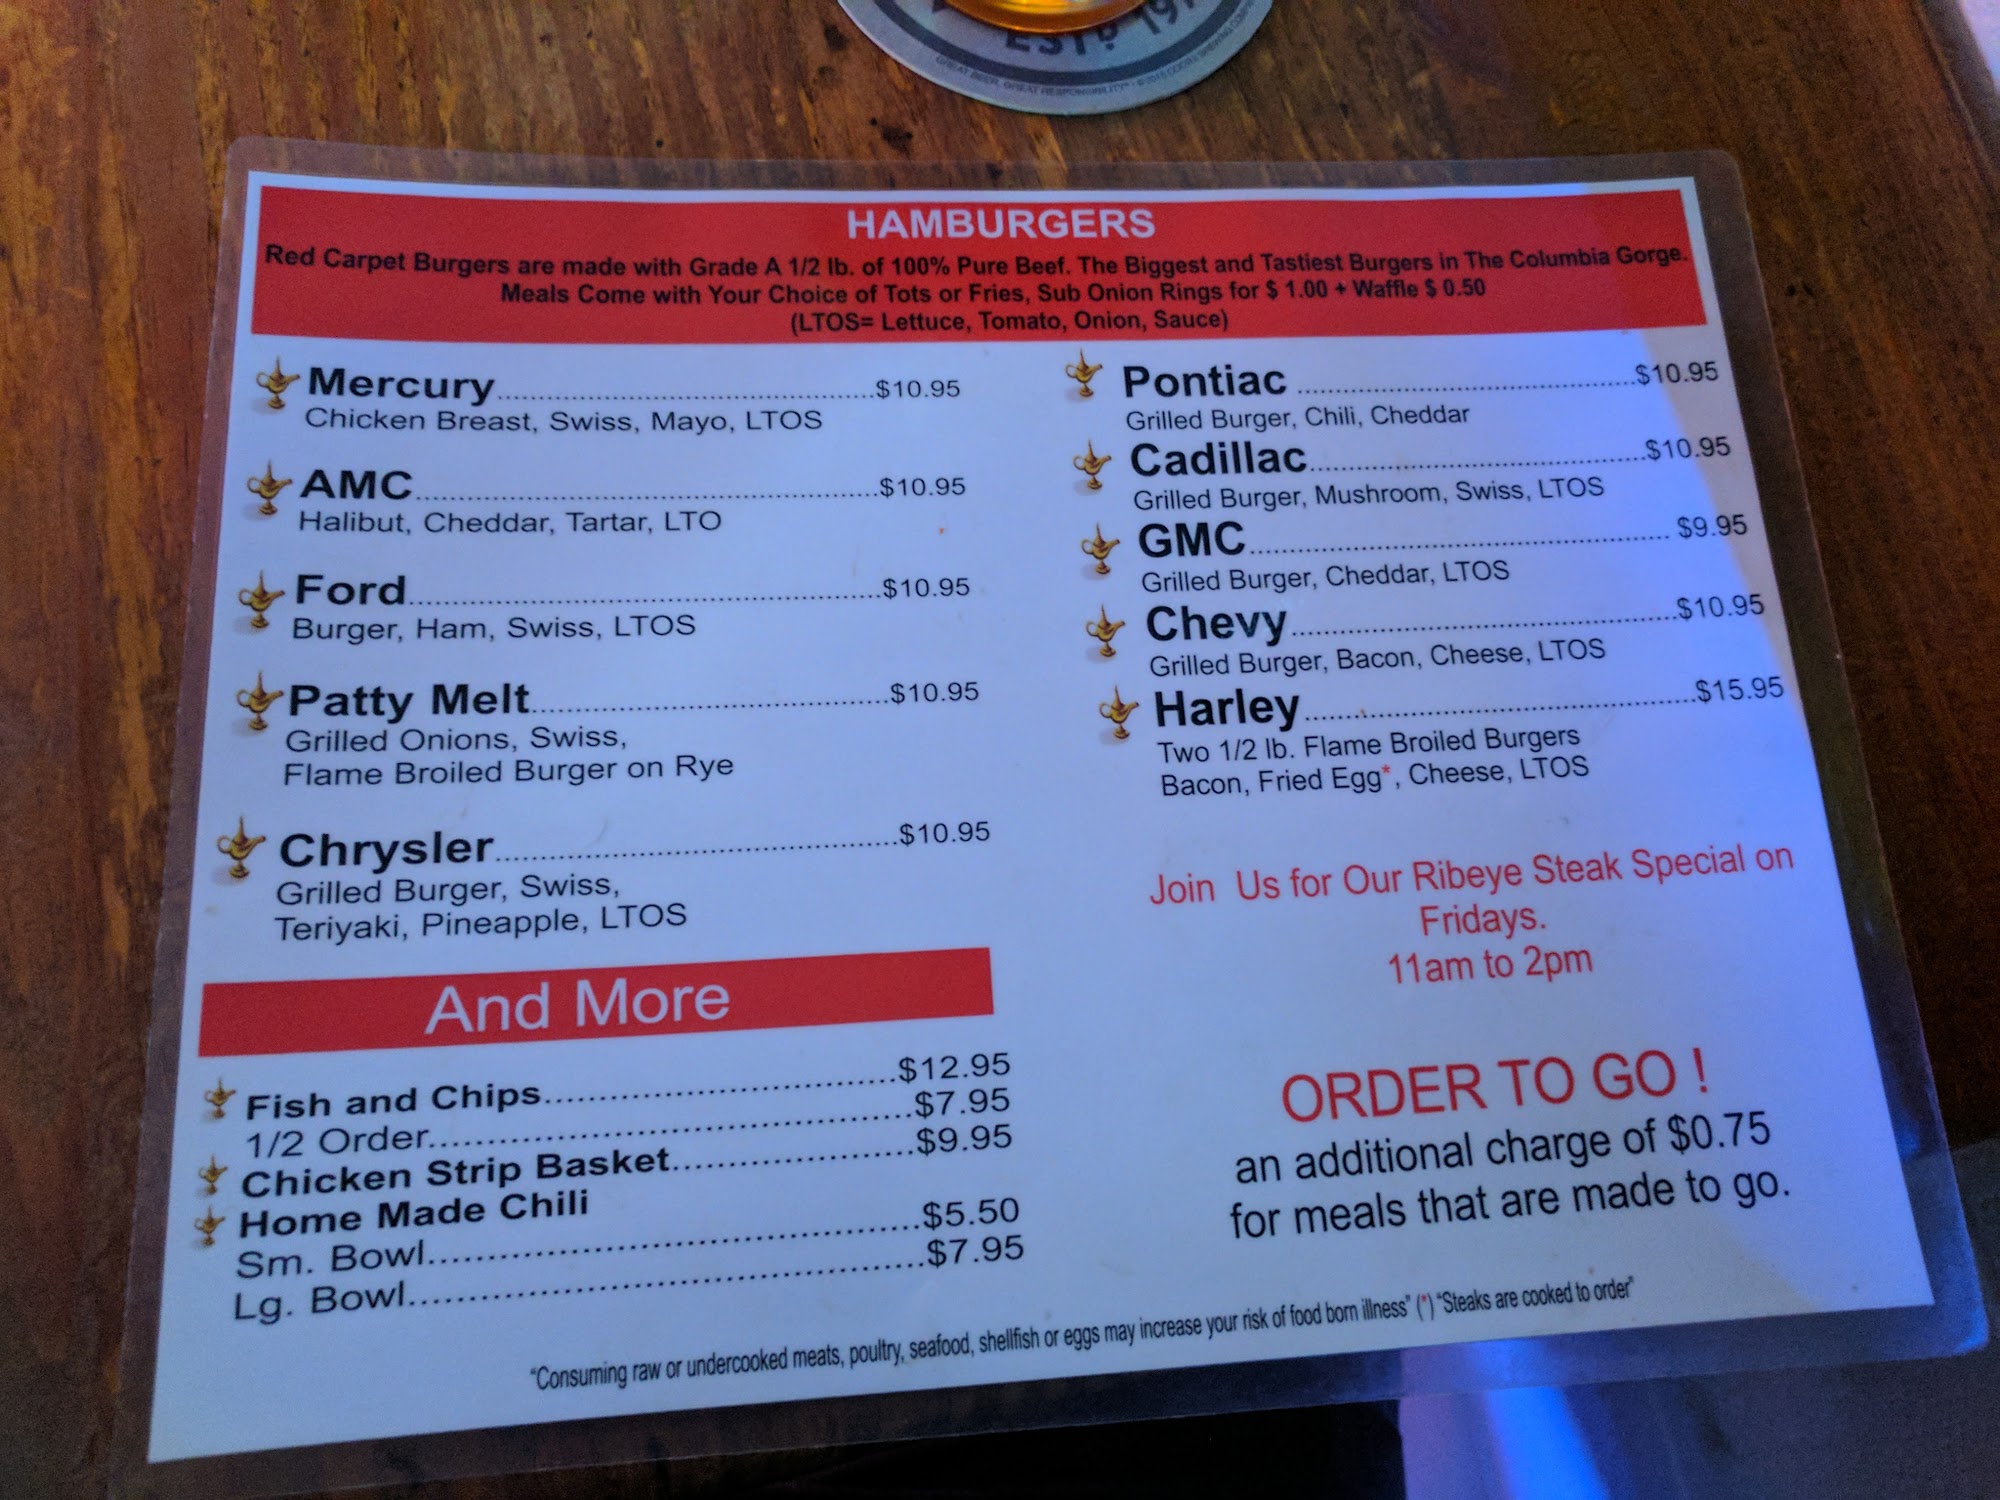 ESTD 197
GREAT BEER, GREAT RESPONSIBILITY
HAMBURGERS
Red Carpet Burgers are made with Grade A 1/2 lb. of 100% Pure Beef. The Biggest and Tastiest Burgers in The Columbia Gorge.
Meals Come with Your Choice of Tots or Fries, Sub Onion Rings for $ 1.00 + Waffle $ 0.50
(LTOS= Lettuce, Tomato, Onion, Sauce)
Mercury $10.95
Chicken Breast, Swiss, Mayo, LTOS
AMC $10.95
Halibut, Cheddar, Tartar, LTO
Ford $10.95
Burger, Ham, Swiss, LTOS
Patty Melt $10.95
Grilled Onions, Swiss,
Flame Broiled Burger on Rye
Chrysler $10.95
Grilled Burger, Swiss,
Teriyaki, Pineapple, LTOS
And More
Fish and Chips $12.95
1/2 Order $7.95
Chicken Strip Basket $9.95
Home Made Chili
Sm. Bowl $5.50
Lg. Bowl $7.95
Pontiac $10.95
Grilled Burger, Chili, Cheddar
Cadillac $10.95
Grilled Burger, Mushroom, Swiss, LTOS
GMC $9.95
Grilled Burger, Cheddar, LTOS
Chevy $10.95
Grilled Burger, Bacon, Cheese, LTOS
Harley $15.95
Two 1/2 lb. Flame Broiled Burgers
Bacon, Fried Egg*, Cheese, LTOS
Join Us for Our Ribeye Steak Special on
Fridays.
11am to 2pm
ORDER TO GO !
an additional charge of $0.75
for meals that are made to go.
"Consuming raw or undercooked meats, poultry, seafood, shellfish or eggs may increase your risk of food born illness" (*) "Steaks are cooked to order"